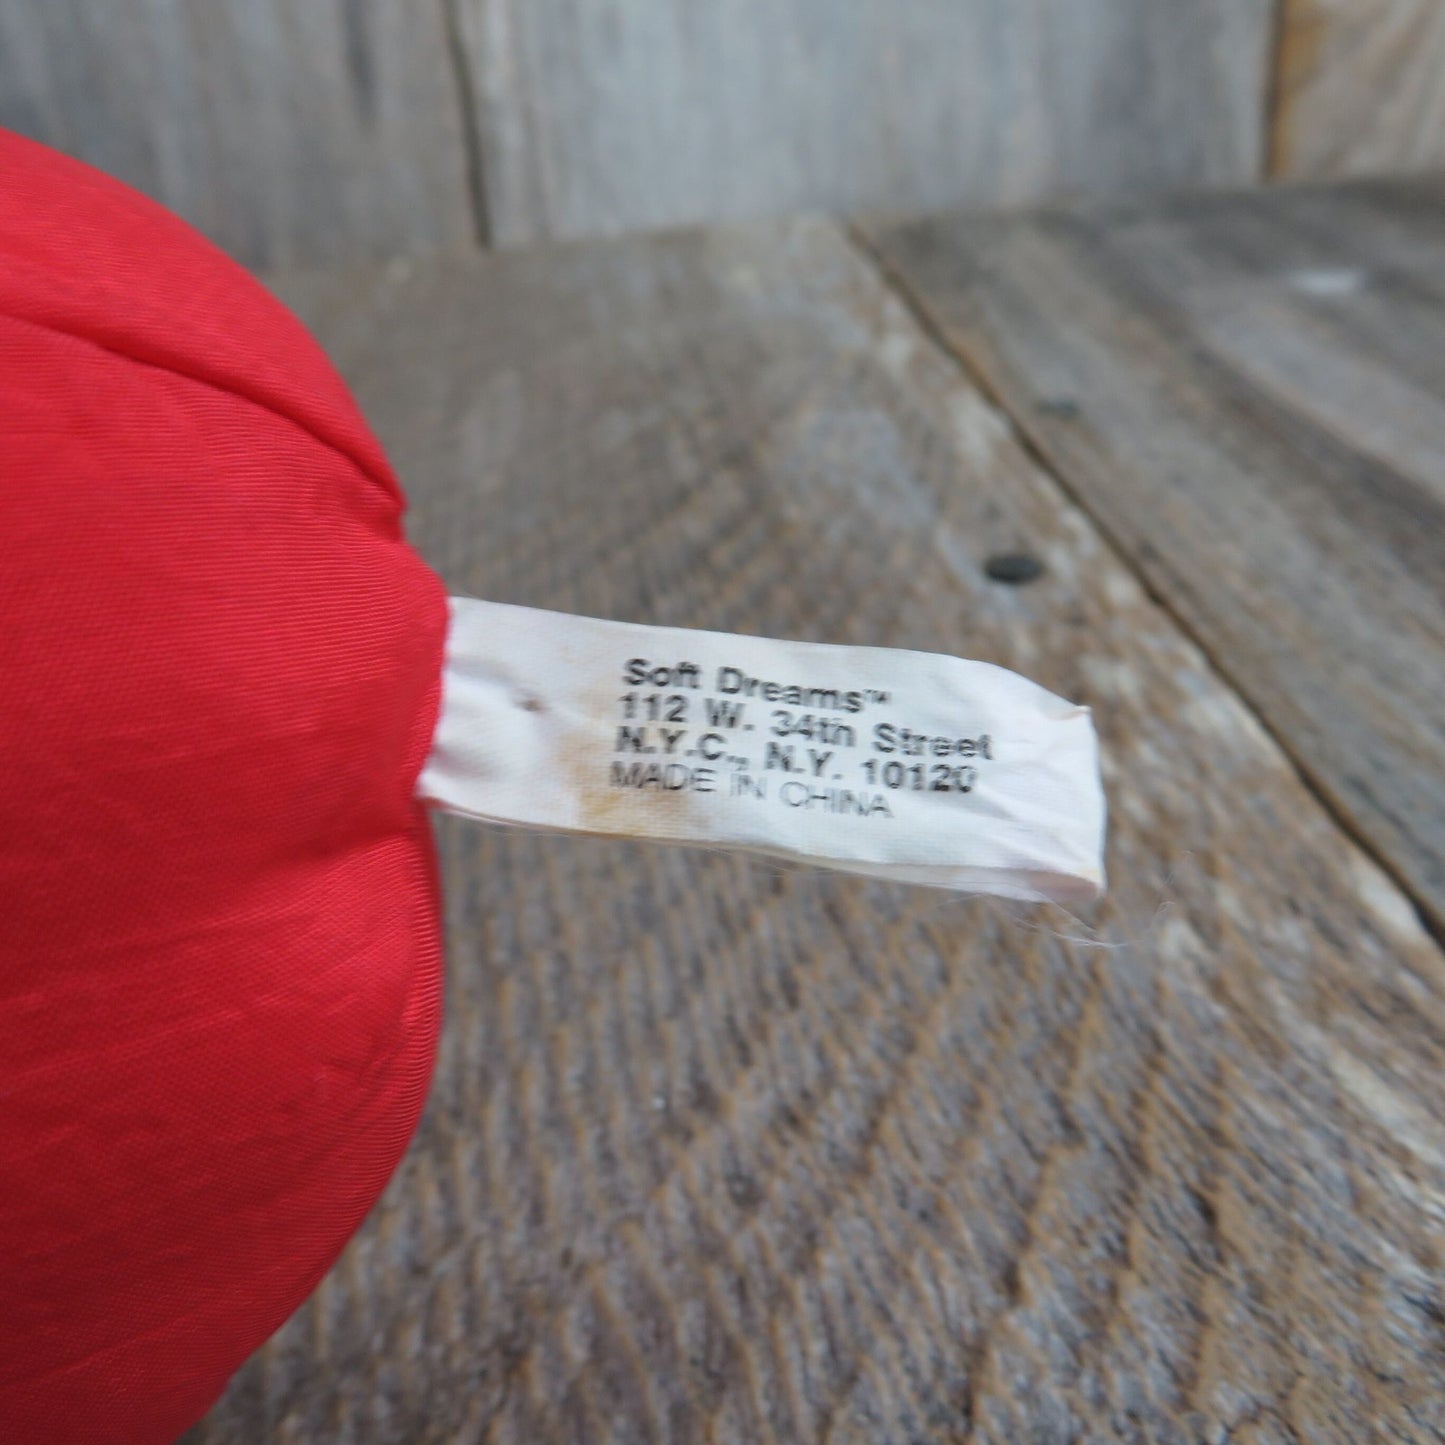 Soft Dreams™
112 W. 34th Street
N.Y.C., N.Y. 10120
MADE IN CHINA